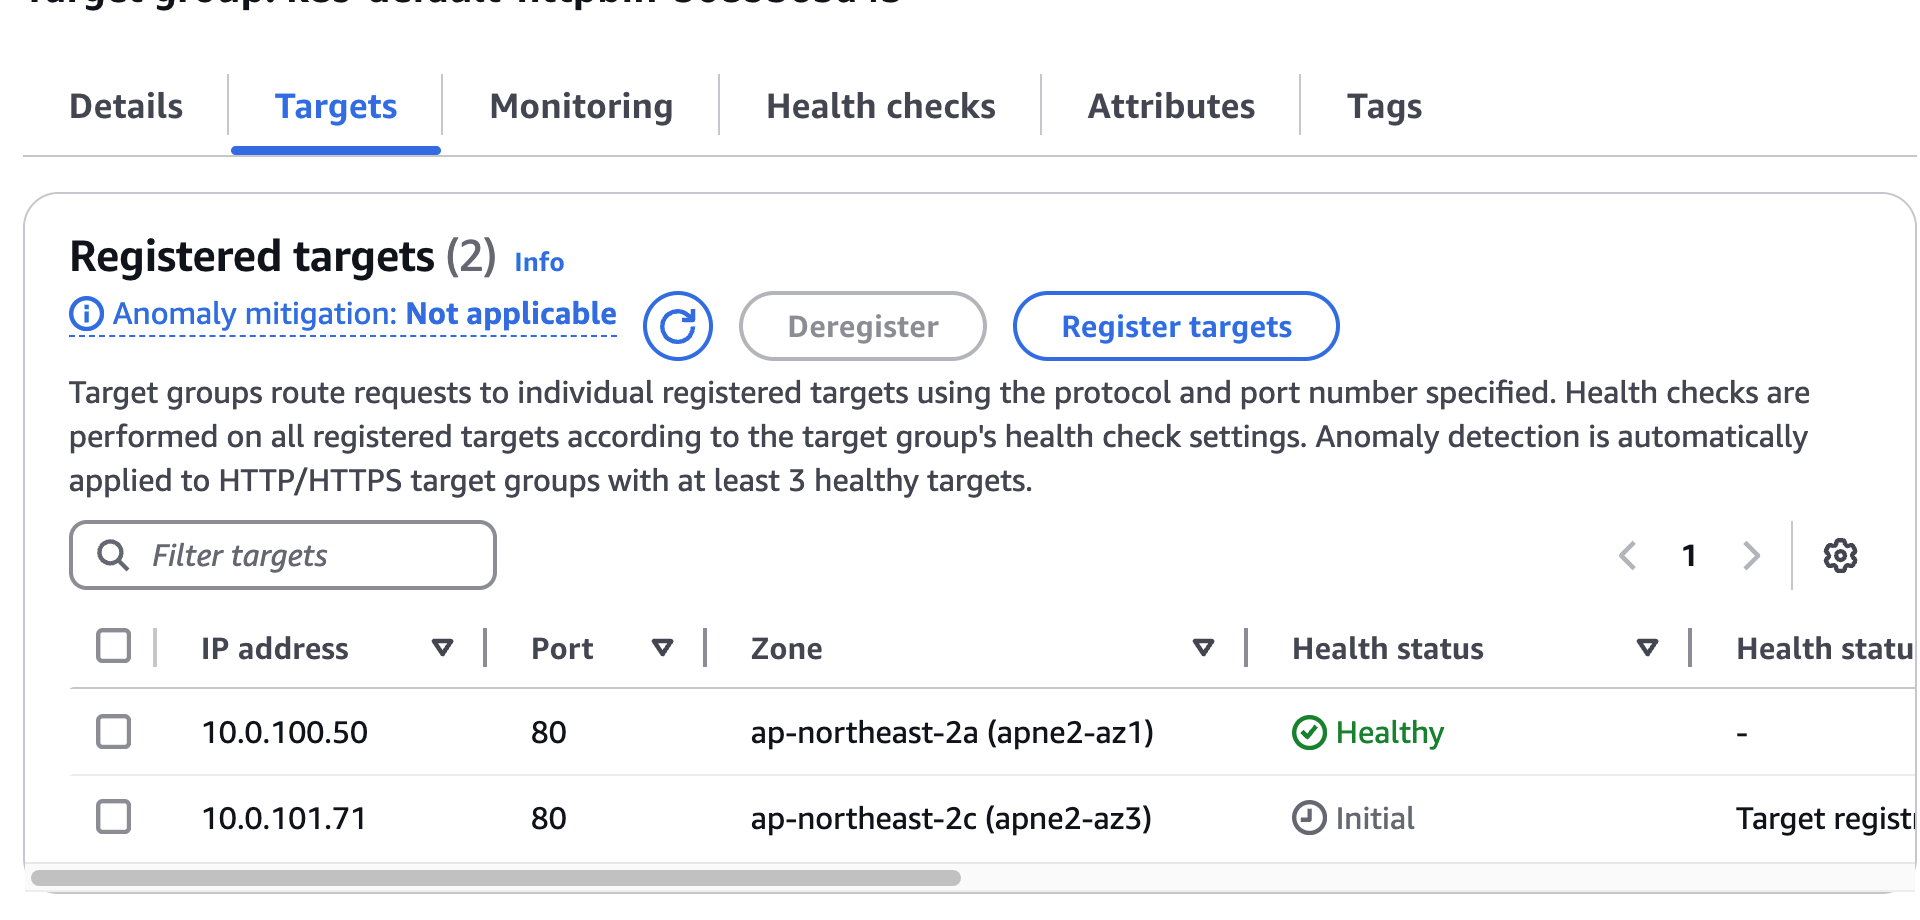 Details
Targets
Monitoring
Health checks
Attributes
Tags
Registered targets (2) Info
Anomaly mitigation: Not applicable
Deregister
Register targets
Target groups route requests to individual registered targets using the protocol and port number specified. Health checks are
performed on all registered targets according to the target group's health check settings. Anomaly detection is automatically
applied to HTTP/HTTPS target groups with at least 3 healthy targets.
Filter targets
1
IP address Port Zone Health status Health statu
10.0.100.50 80 ap-northeast-2a (apne2-az1) Healthy -
10.0.101.71 80 ap-northeast-2c (apne2-az3) Initial Target regist